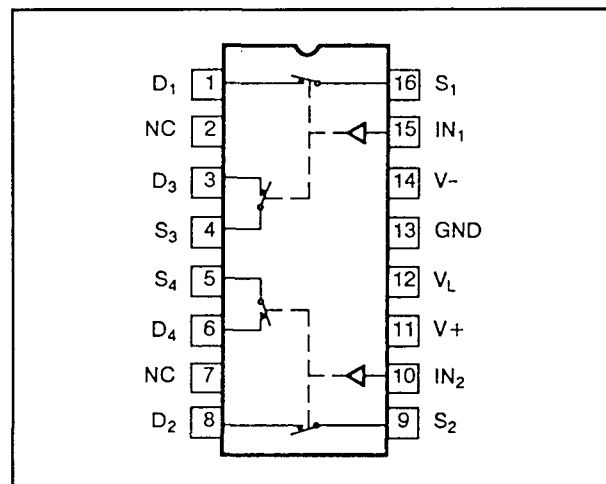 D1 1 16 S1
NC 2 15 IN1
D3 3 14 V−
S3 4 13 GND
S4 5 12 VL
D4 6 11 V+
NC 7 10 IN2
D2 8 9 S2